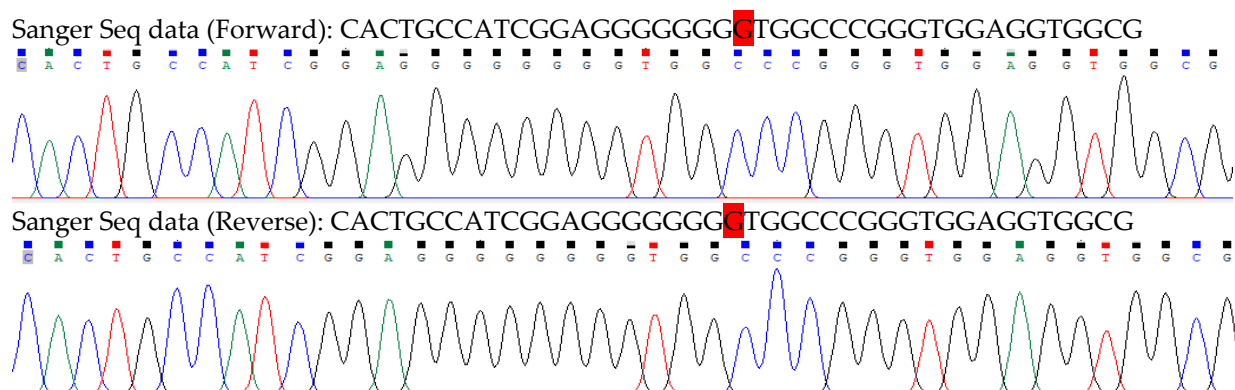 Sanger Seq data (Forward): CACTGCCATCGGAGGGGGGGGTGGCCCGGGTGGAGGTGGCG
C A C T G C C A T C G G A G G G G G G G G T G G C C C G G G T G G A G G T G G C G
Sanger Seq data (Reverse): CACTGCCATCGGAGGGGGGGGTGGCCCGGGTGGAGGTGGCG
C A C T G C C A T C G G A G G G G G G G G T G G C C C G G G T G G A G G T G G C G